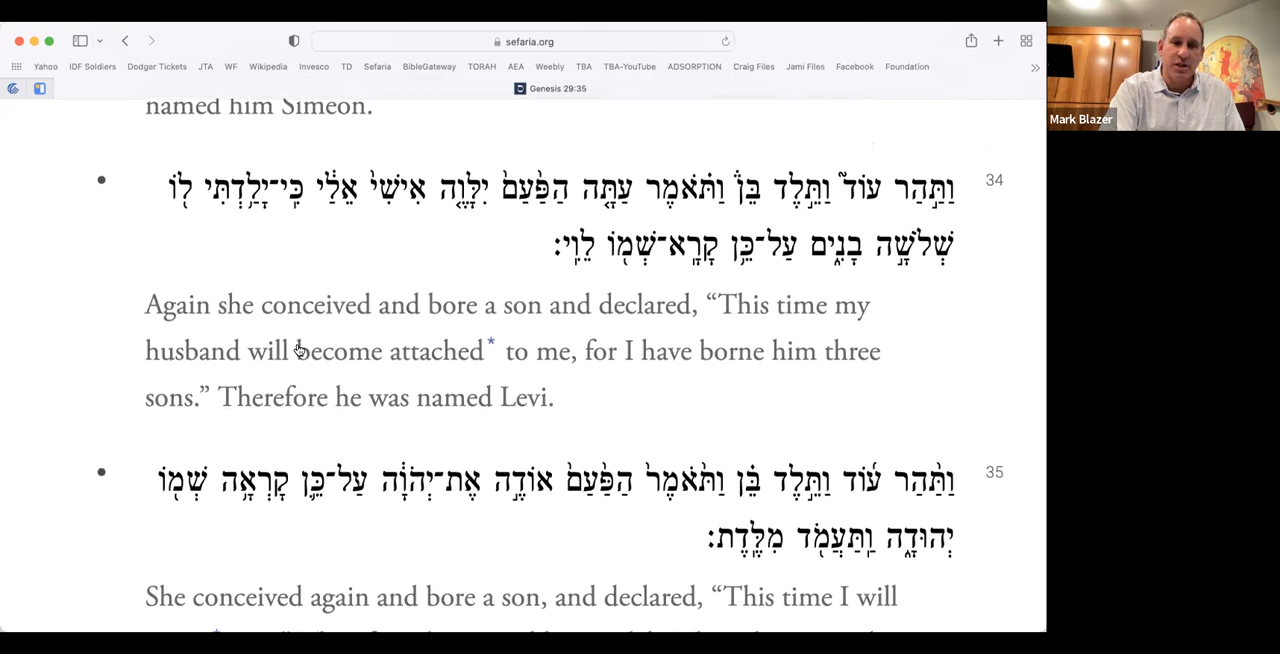 sefaria.org
Yahoo IDF Soldiers Dodger Tickets JTA WF Wikipedia Invesco TD Sefaria BibleGateway TORAH AEA Weebly TBA TBA-YouTube ADSORPTION Craig Files Jami Files Facebook Foundation
Genesis 29:35
Mark Blazer
named him Simeon.
34
וַתַּ֣הַר עוֹד֮ וַתֵּ֣לֶד בֵּן֒ וַתֹּ֗אמֶר עַתָּ֤ה הַפַּ֙עַם֙ יִלָּוֶ֤ה אִישִׁי֙ אֵלַ֔י כִּֽי־יָלַ֥דְתִּי ל֖וֹ
שְׁלֹשָׁ֣ה בָנִ֑ים עַל־כֵּ֥ן קָרָֽא־שְׁמ֖וֹ לֵוִֽי׃
Again she conceived and bore a son and declared, “This time my
husband will become attached* to me, for I have borne him three
sons.” Therefore he was named Levi.
35
וַתַּ֨הַר ע֜וֹד וַתֵּ֣לֶד בֵּ֗ן וַתֹּ֙אמֶר֙ הַפַּ֙עַם֙ אוֹדֶ֣ה אֶת־יְהֹוָ֔ה עַל־כֵּ֛ן קָרְאָ֥ה שְׁמ֖וֹ
יְהוּדָ֑ה וַֽתַּעֲמֹ֖ד מִלֶּֽדֶת׃
She conceived again and bore a son, and declared, “This time I will